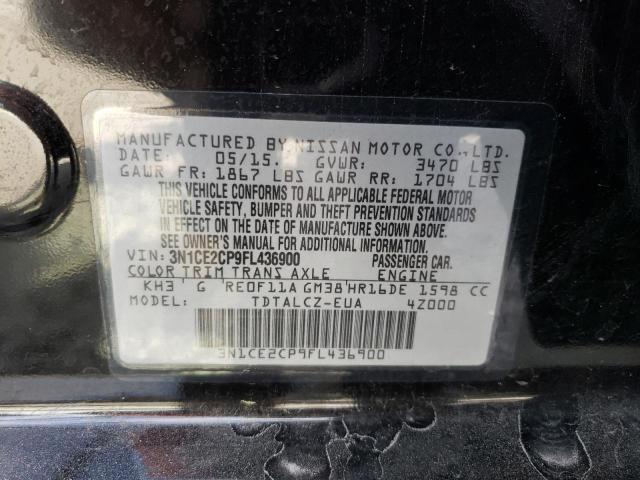 MANUFACTURED BY NISSAN MOTOR CO., LTD.
DATE: 05/15. GVWR: 3470 LBS
GAWR FR: 1867 LBS GAWR RR: 1704 LBS
THIS VEHICLE CONFORMS TO ALL APPLICABLE FEDERAL MOTOR
VEHICLE SAFETY, BUMPER AND THEFT PREVENTION STANDARDS
IN EFFECT ON THE DATE OF MANUFACTURE SHOWN ABOVE.
SEE OWNER'S MANUAL FOR ADDITIONAL INFORMATION.
VIN: 3N1CE2CP9FL436900 PASSENGER CAR.
COLOR TRIM TRANS AXLE ENGINE
KH3 G RE0F11A GM38 HR16DE 1598 CC
MODEL: TDTALCZ-EUA 4Z000
3N1CE2CP9FL436900